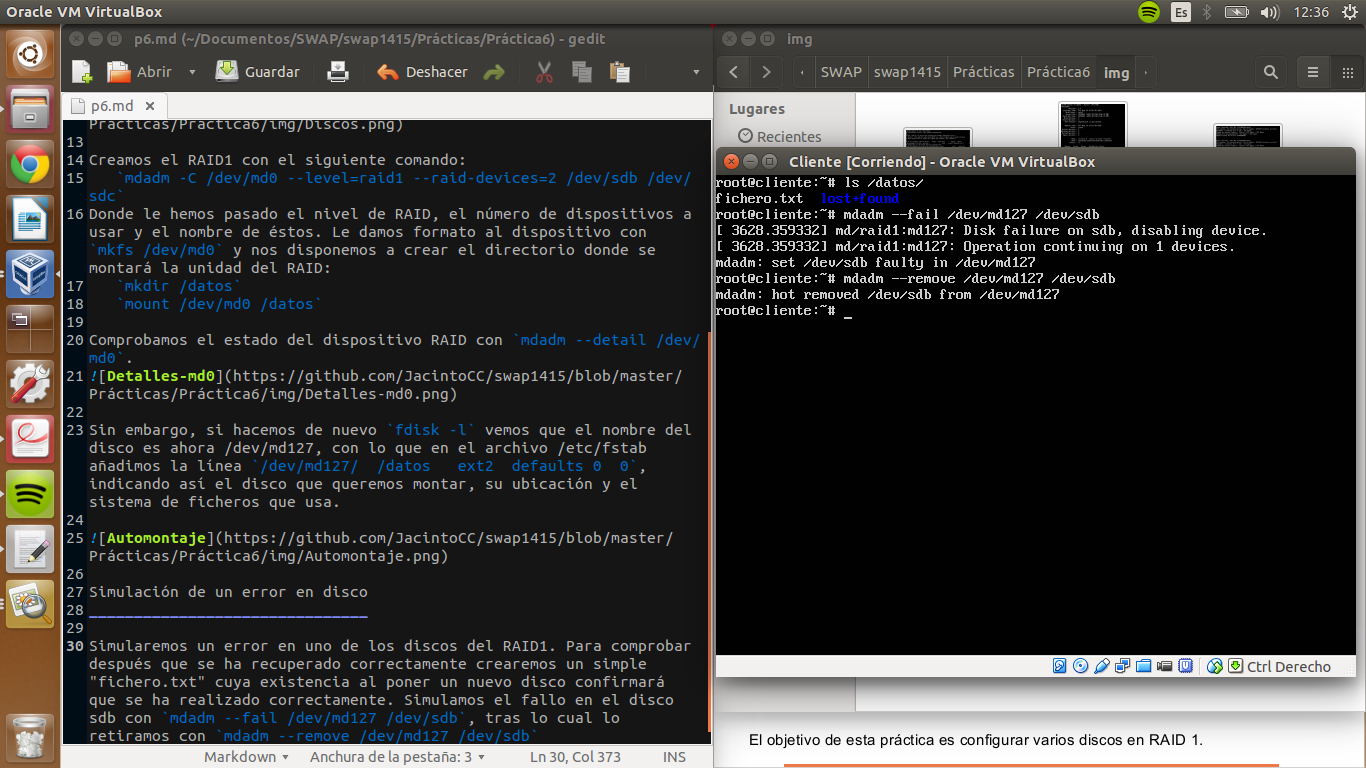 Oracle VM VirtualBox
Es
12:36
p6.md (~/Documentos/SWAP/swap1415/Prácticas/Práctica6) - gedit
Abrir
Guardar
Deshacer
p6.md
Prácticas/Práctica6/img/Discos.png)
13
14 Creamos el RAID1 con el siguiente comando:
15 `mdadm -C /dev/md0 --level=raid1 --raid-devices=2 /dev/sdb /dev/
sdc`
16 Donde le hemos pasado el nivel de RAID, el número de dispositivos a
usar y el nombre de éstos. Le damos formato al dispositivo con
`mkfs /dev/md0` y nos disponemos a crear el directorio donde se
montará la unidad del RAID:
17 `mkdir /datos`
18 `mount /dev/md0 /datos`
19
20 Comprobamos el estado del dispositivo RAID con `mdadm --detail /dev/
md0`.
21 ![Detalles-md0](https://github.com/JacintoCC/swap1415/blob/master/
Prácticas/Práctica6/img/Detalles-md0.png)
22
23 Sin embargo, si hacemos de nuevo `fdisk -l` vemos que el nombre del
disco es ahora /dev/md127, con lo que en el archivo /etc/fstab
añadimos la línea `/dev/md127/  /datos   ext2  defaults 0  0`,
indicando así el disco que queremos montar, su ubicación y el
sistema de ficheros que usa.
24
25 ![Automontaje](https://github.com/JacintoCC/swap1415/blob/master/
Prácticas/Práctica6/img/Automontaje.png)
26
27 Simulación de un error en disco
28 _______________________________
29
30 Simularemos un error en uno de los discos del RAID1. Para comprobar
después que se ha recuperado correctamente crearemos un simple
"fichero.txt" cuya existencia al poner un nuevo disco confirmará
que se ha realizado correctamente. Simulamos el fallo en el disco
sdb con `mdadm --fail /dev/md127 /dev/sdb`, tras lo cual lo
retiramos con `mdadm --remove /dev/md127 /dev/sdb`
Markdown
Anchura de la pestaña: 3
Ln 30, Col 373
INS
img
SWAP
swap1415
Prácticas
Práctica6
img
Lugares
Recientes
Cliente [Corriendo] - Oracle VM VirtualBox
root@cliente:~# ls /datos/
fichero.txt  lost+found
root@cliente:~# mdadm --fail /dev/md127 /dev/sdb
[ 3628.359332] md/raid1:md127: Disk failure on sdb, disabling device.
[ 3628.359332] md/raid1:md127: Operation continuing on 1 devices.
mdadm: set /dev/sdb faulty in /dev/md127
root@cliente:~# mdadm --remove /dev/md127 /dev/sdb
mdadm: hot removed /dev/sdb from /dev/md127
root@cliente:~# _
Ctrl Derecho
El objetivo de esta práctica es configurar varios discos en RAID 1.